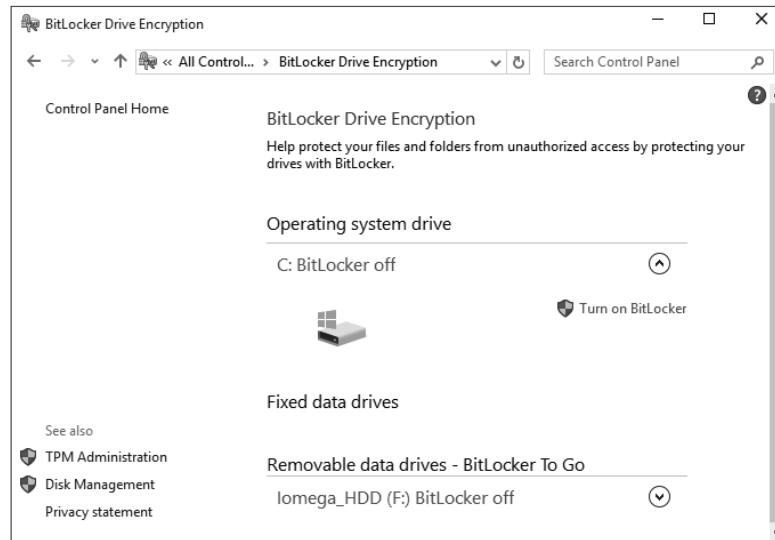 BitLocker Drive Encryption
« All Control... › BitLocker Drive Encryption
Search Control Panel
Control Panel Home
BitLocker Drive Encryption
Help protect your files and folders from unauthorized access by protecting your
drives with BitLocker.
Operating system drive
C: BitLocker off
Turn on BitLocker
Fixed data drives
See also
TPM Administration
Disk Management
Privacy statement
Removable data drives - BitLocker To Go
Iomega_HDD (F:) BitLocker off